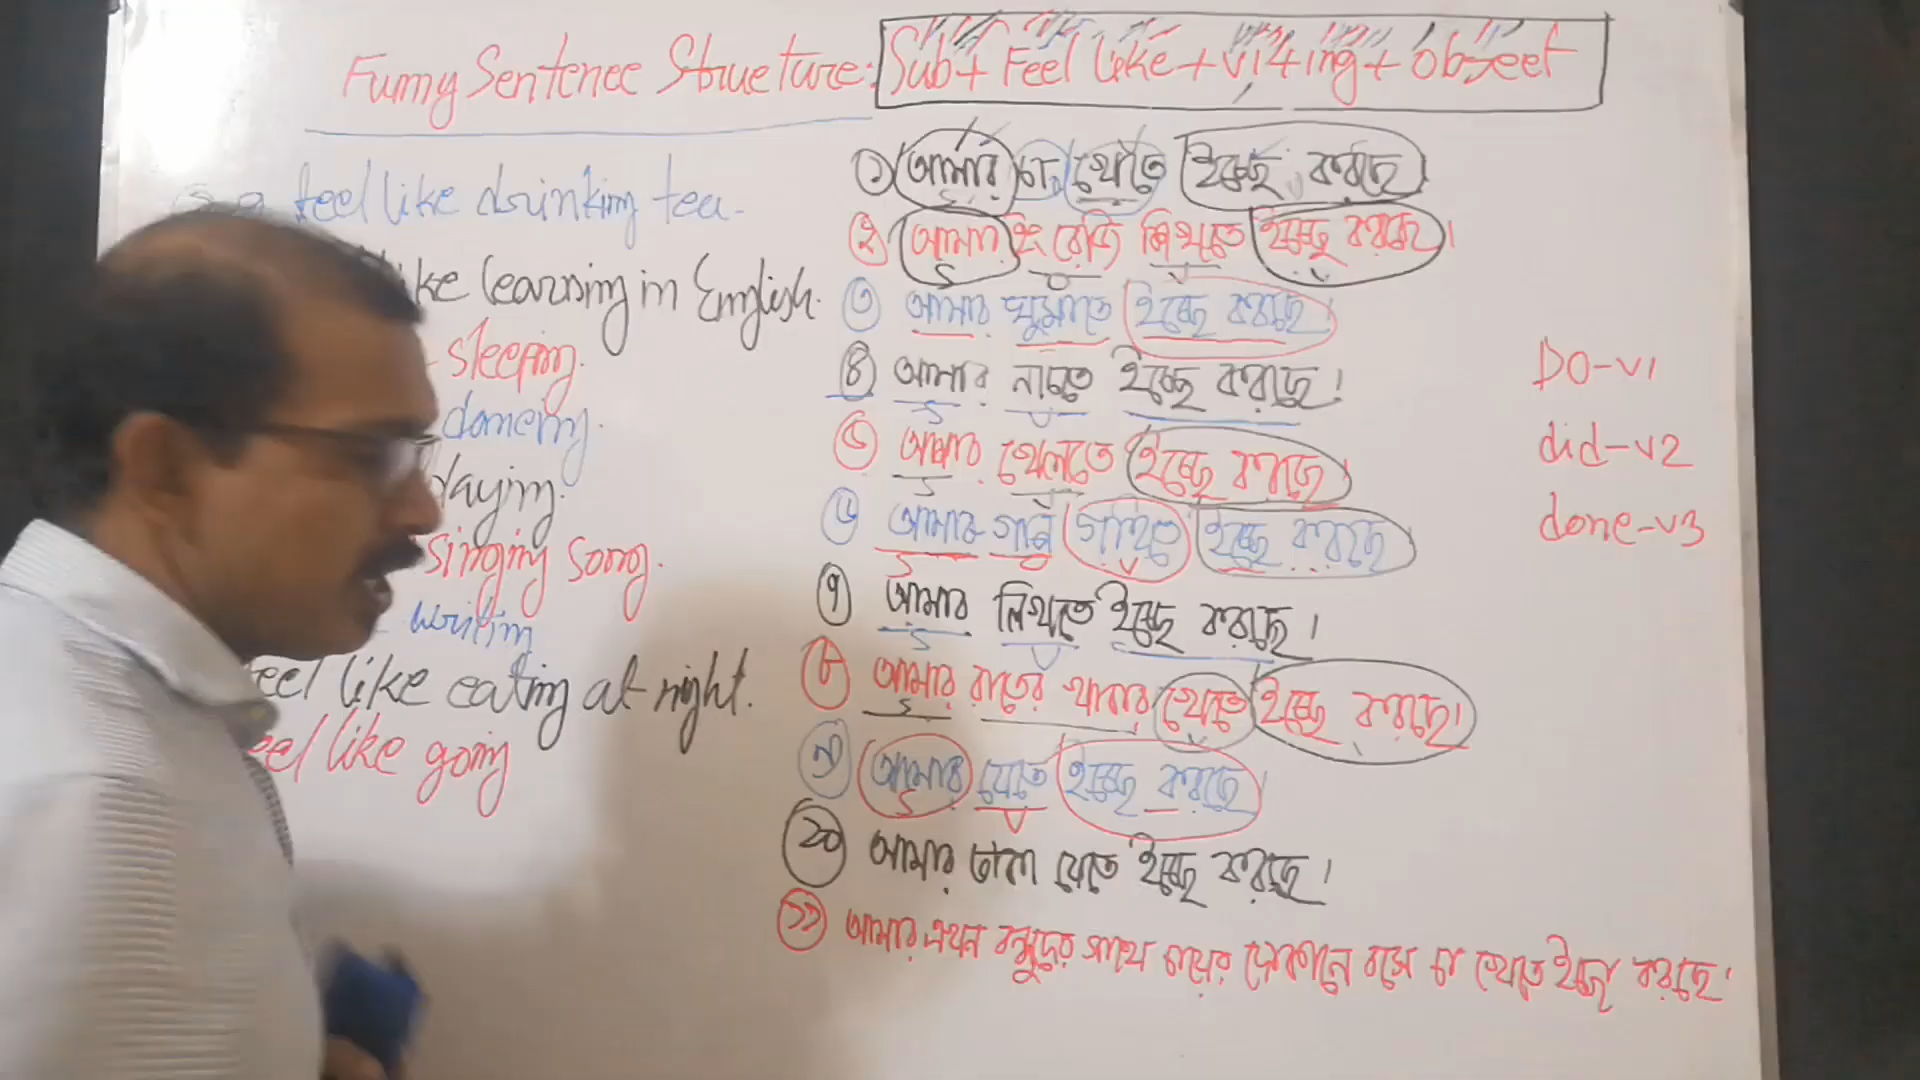 Funny Sentence Structure: Sub + Feel like + v1+ing + object
feel like drinking tea.
১ আমার চা খেতে ইচ্ছে করছে
ke learning in English.
২ আমার ইংরেজি শিখতে ইচ্ছে করছে।
sleeping.
৩ আমার ঘুমাতে ইচ্ছে করছে
DO-v1
৪ আমার নাচতে ইচ্ছে করছে।
dancing.
did-v2
৫ আমার খেলতে ইচ্ছে করছে।
laying.
done-v3
৬ আমার গান গাইতে ইচ্ছে করছে
singing song.
৭ আমার লিখতে ইচ্ছে করছে।
writin
৮ আমার রাতের খাবার খেতে ইচ্ছে করছে।
eel like eating at night.
৯ আমার যেতে ইচ্ছে করছে
eel like going
১০ আমার ঢাকা যেতে ইচ্ছে করছে।
১১ আমার এখন বন্ধুদের সাথে চায়ের দোকানে বসে চা খেতে ইচ্ছে করছে।